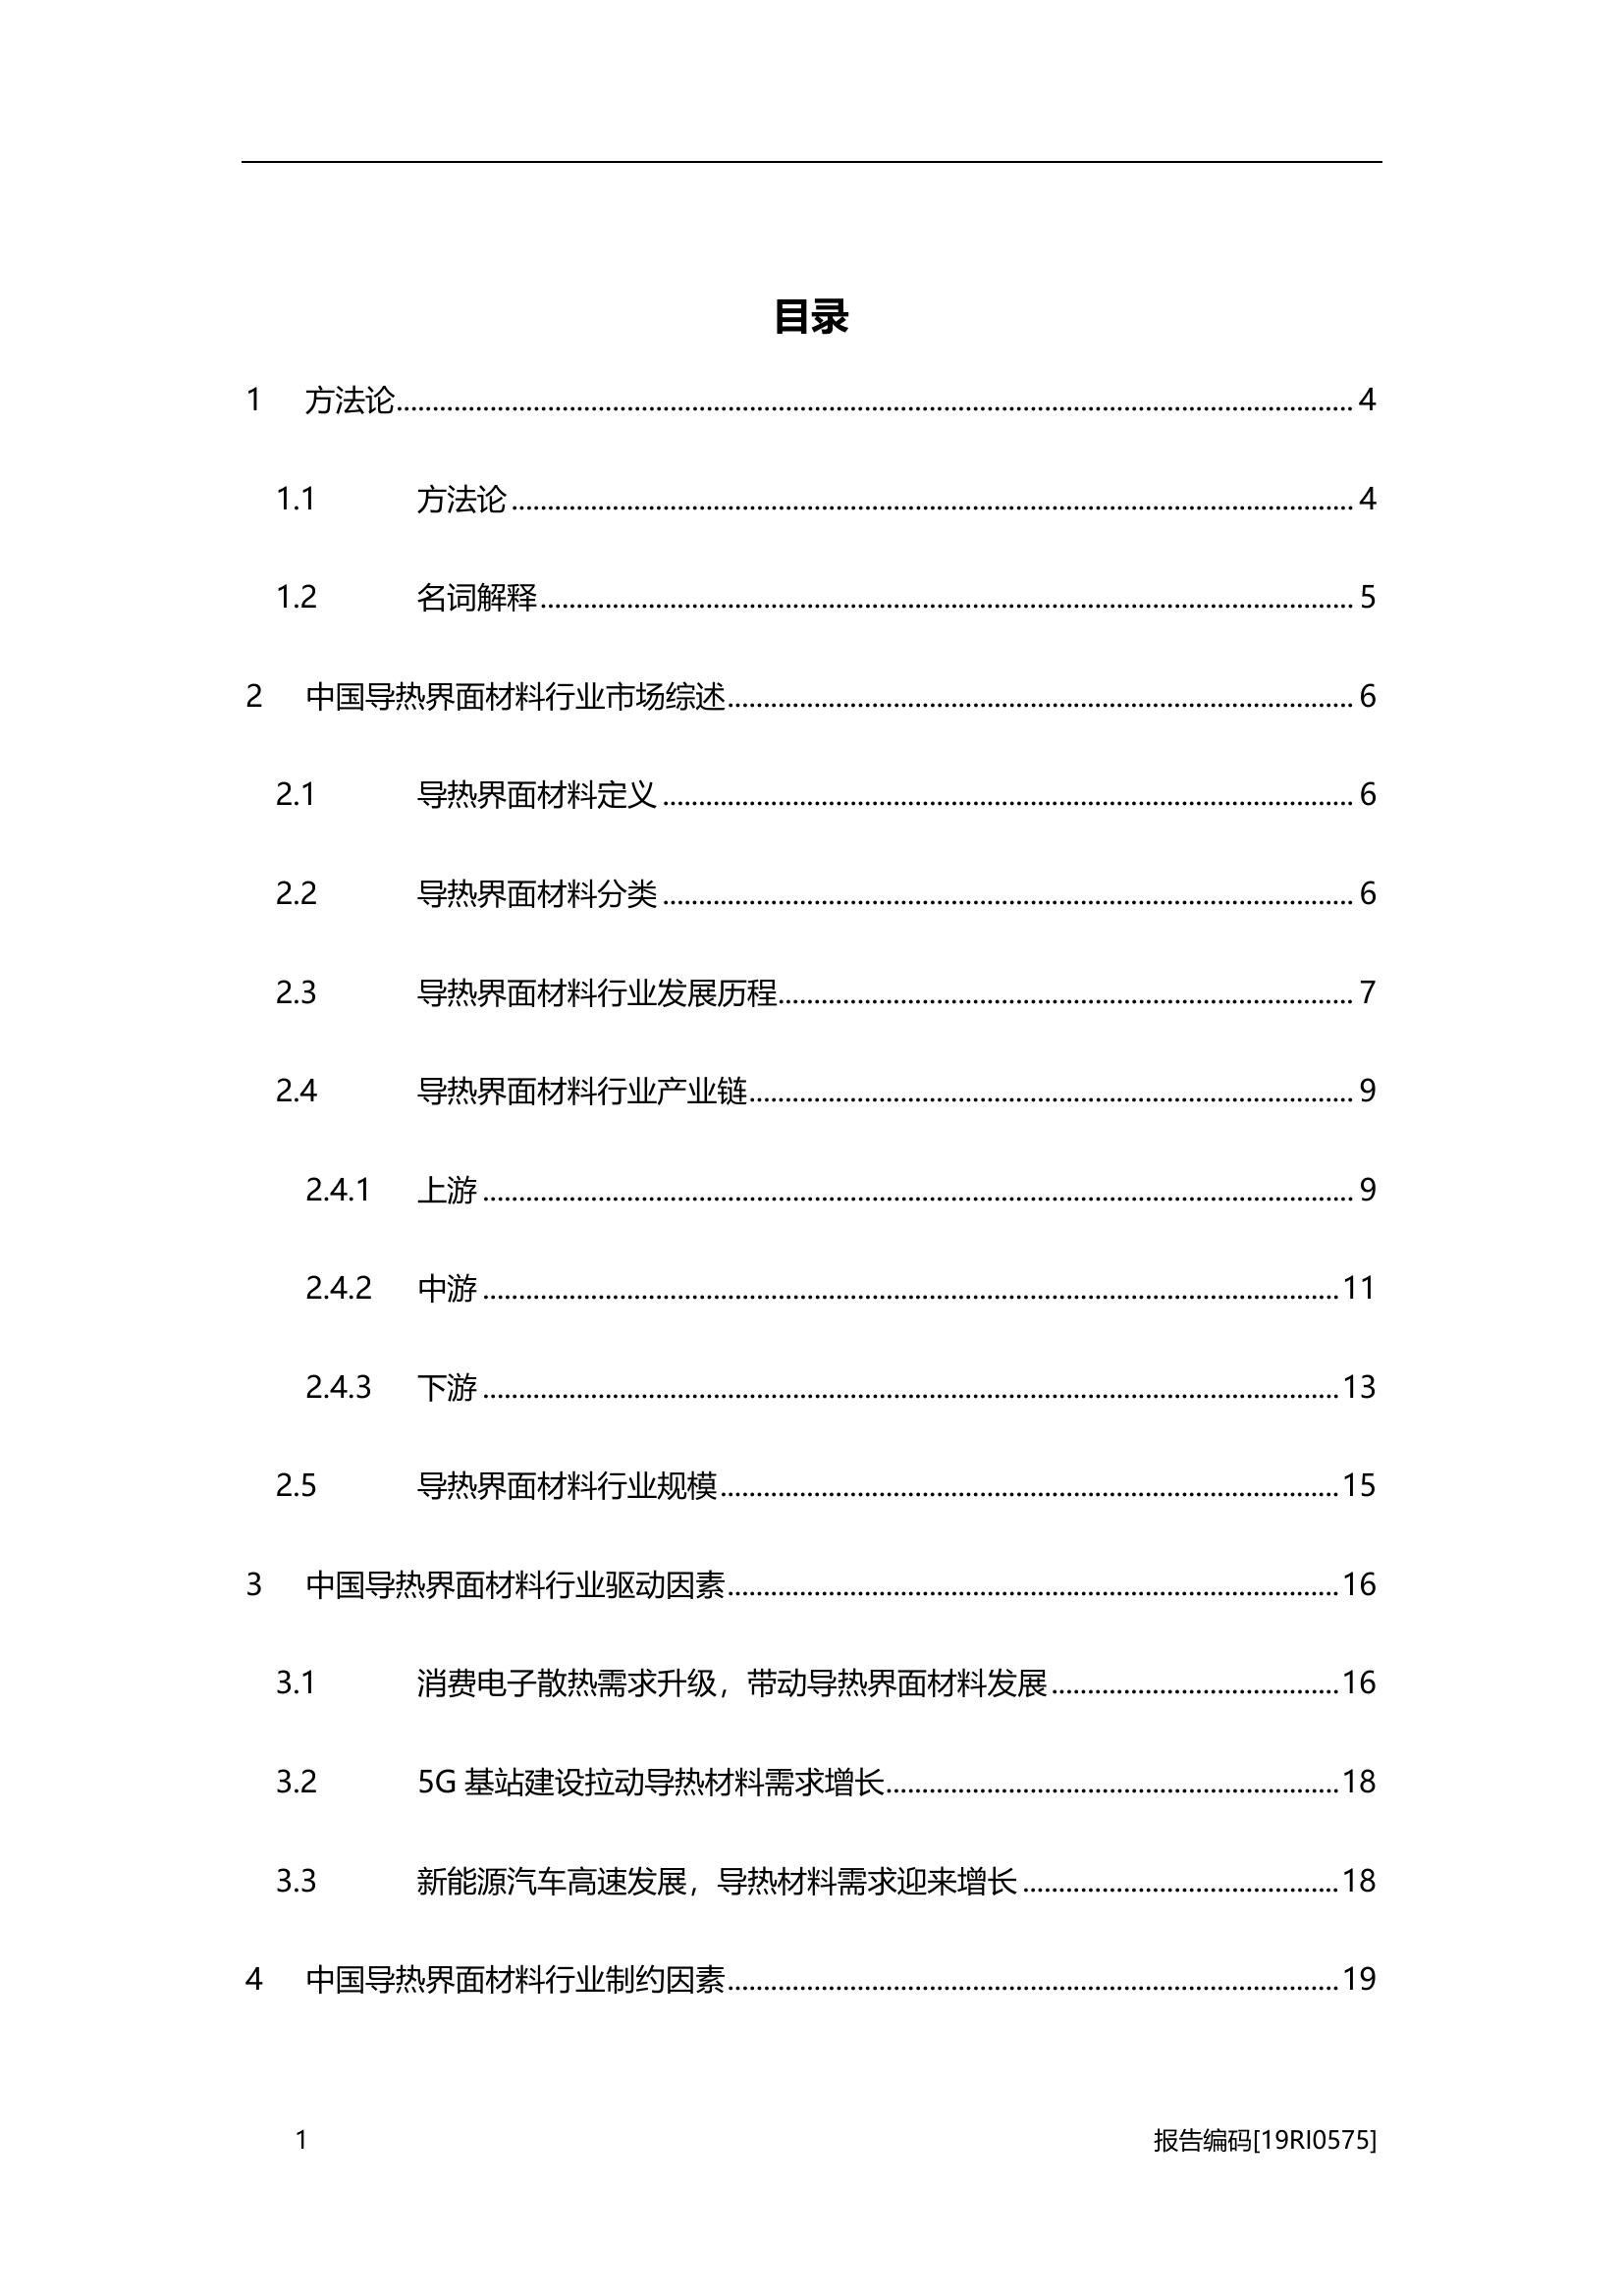 目录
1 方法论 4
1.1 方法论 4
1.2 名词解释 5
2 中国导热界面材料行业市场综述 6
2.1 导热界面材料定义 6
2.2 导热界面材料分类 6
2.3 导热界面材料行业发展历程 7
2.4 导热界面材料行业产业链 9
2.4.1 上游 9
2.4.2 中游 11
2.4.3 下游 13
2.5 导热界面材料行业规模 15
3 中国导热界面材料行业驱动因素 16
3.1 消费电子散热需求升级，带动导热界面材料发展 16
3.2 5G 基站建设拉动导热材料需求增长 18
3.3 新能源汽车高速发展，导热材料需求迎来增长 18
4 中国导热界面材料行业制约因素 19
1 报告编码[19RI0575]